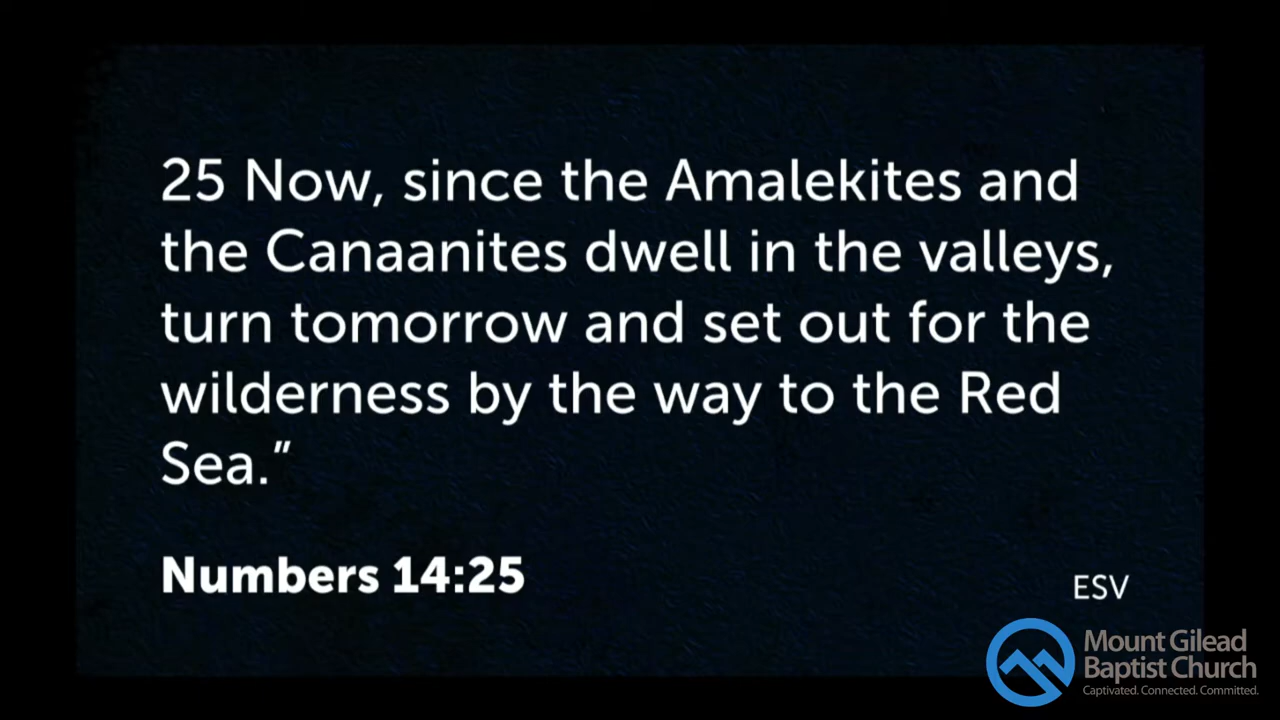 25 Now, since the Amalekites and
the Canaanites dwell in the valleys,
turn tomorrow and set out for the
wilderness by the way to the Red
Sea.”
Numbers 14:25
ESV
Mount Gilead
Baptist Church
Captivated. Connected. Committed.